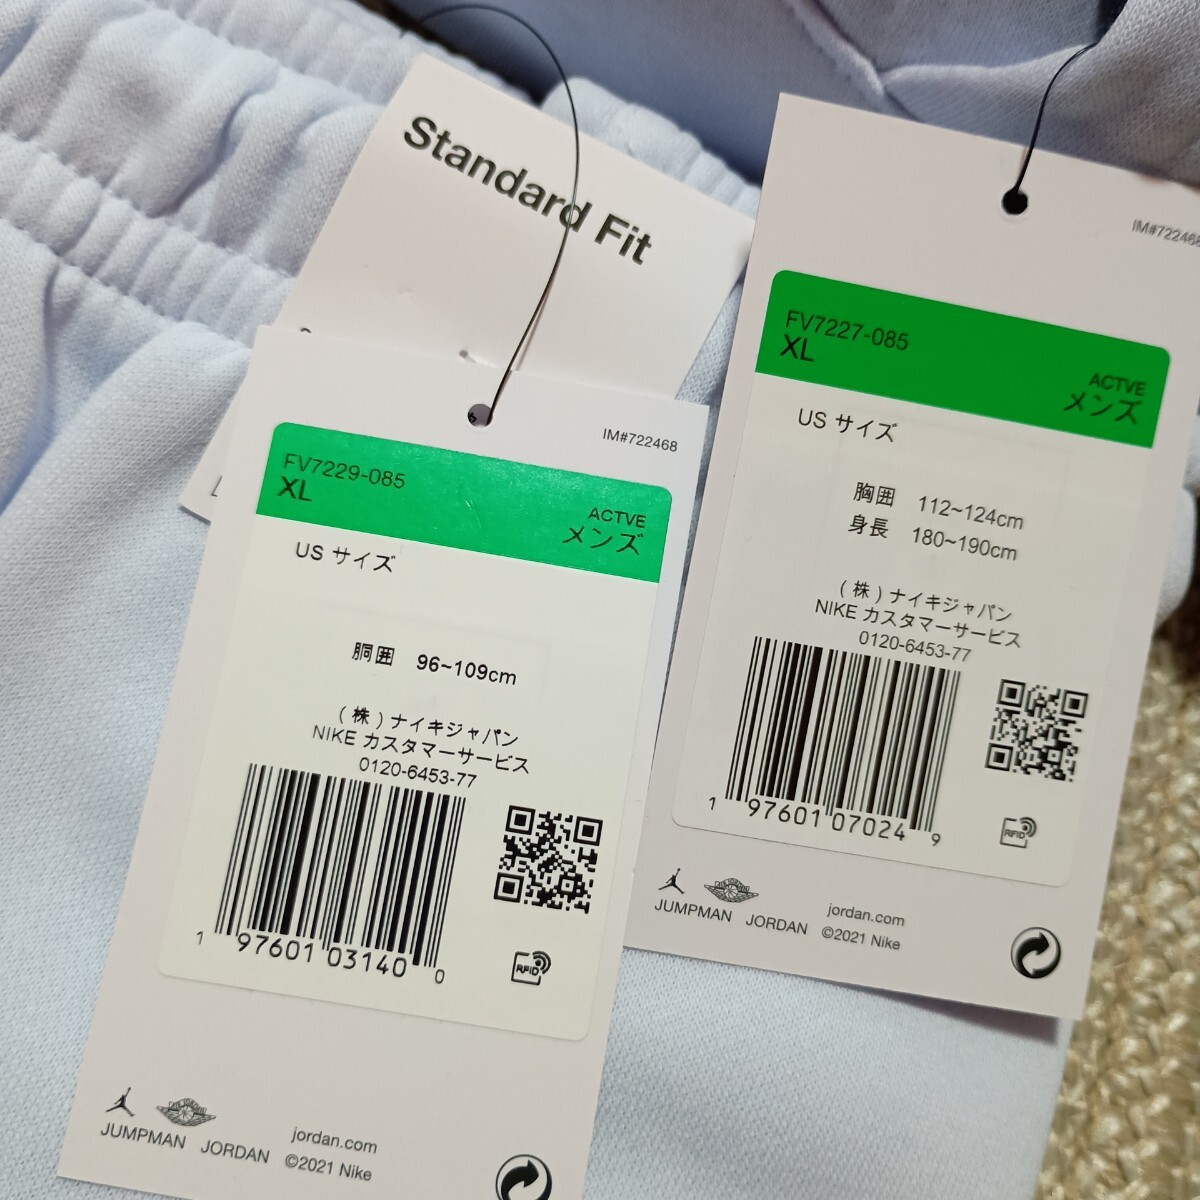 Standard Fit
IM#722468
FV7229-085
XL
ACTVE
メンズ
US サイズ
胴囲 96~109cm
(株)ナイキジャパン
NIKE カスタマーサービス
0120-6453-77
1 97601 03140 0
RFID
JUMPMAN JORDAN
jordan.com
©2021 Nike
IM#722468
FV7227-085
XL
ACTVE
メンズ
US サイズ
胸囲 112~124cm
身長 180~190cm
(株)ナイキジャパン
NIKE カスタマーサービス
0120-6453-77
1 97601 07024 9
RFID
JUMPMAN JORDAN
jordan.com
©2021 Nike